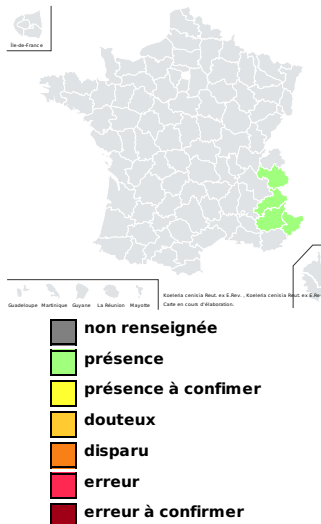 Île-de-France
Guadeloupe Martinique Guyane La Réunion Mayotte
Koeleria cenisia Reut. ex E.Rev. , Koeleria cenisia Reut. ex E.Rev
Carte en cours d'élaboration.
non renseignée
présence
présence à confimer
douteux
disparu
erreur
erreur à confirmer